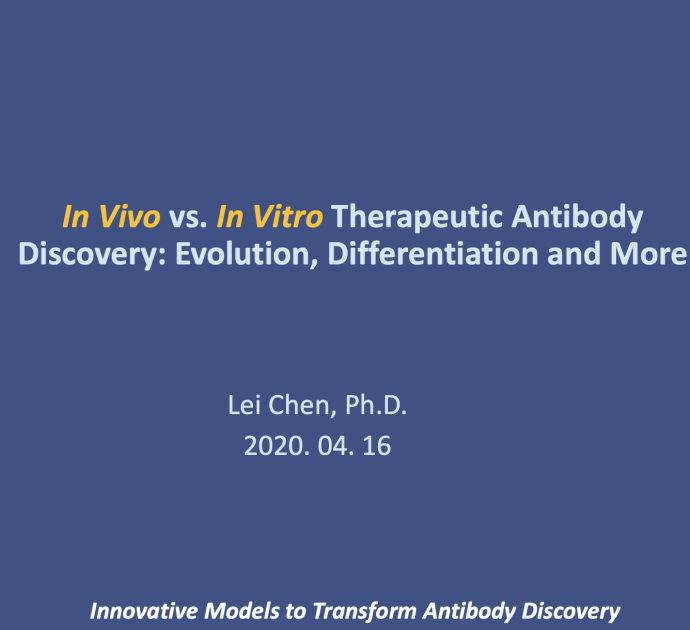 In Vivo vs. In Vitro Therapeutic Antibody
Discovery: Evolution, Differentiation and More
Lei Chen, Ph.D.
2020. 04. 16
Innovative Models to Transform Antibody Discovery